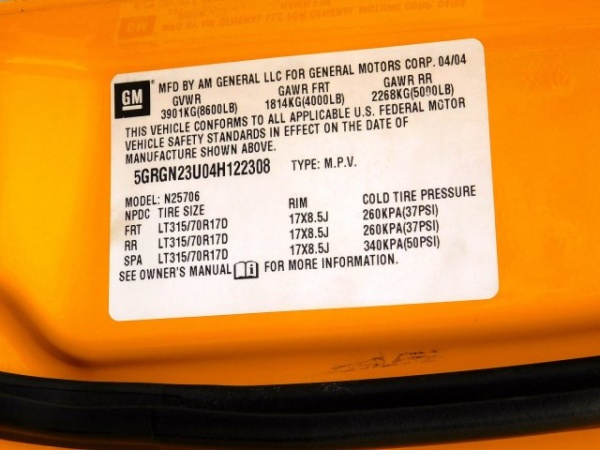 GM
MFD BY AM GENERAL LLC FOR GENERAL MOTORS CORP. 04/04
GVWR GAWR FRT GAWR RR
3901KG(8600LB) 1814KG(4000LB) 2268KG(5000LB)
THIS VEHICLE CONFORMS TO ALL APPLICABLE U.S. FEDERAL MOTOR
VEHICLE SAFETY STANDARDS IN EFFECT ON THE DATE OF
MANUFACTURE SHOWN ABOVE.
5GRGN23U04H122308 TYPE: M.P.V.
MODEL: N25706
NPDC TIRE SIZE RIM COLD TIRE PRESSURE
FRT LT315/70R17D 17X8.5J 260KPA(37PSI)
RR LT315/70R17D 17X8.5J 260KPA(37PSI)
SPA LT315/70R17D 17X8.5J 340KPA(50PSI)
SEE OWNER'S MANUAL i FOR MORE INFORMATION.